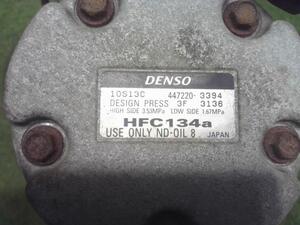 DENSO
10S13C 447220-3394
DESIGN PRESS 3F 3136
HIGH SIDE 3.53MPa LOW SIDE 1.67MPa
HFC134a
USE ONLY ND-OIL 8 JAPAN